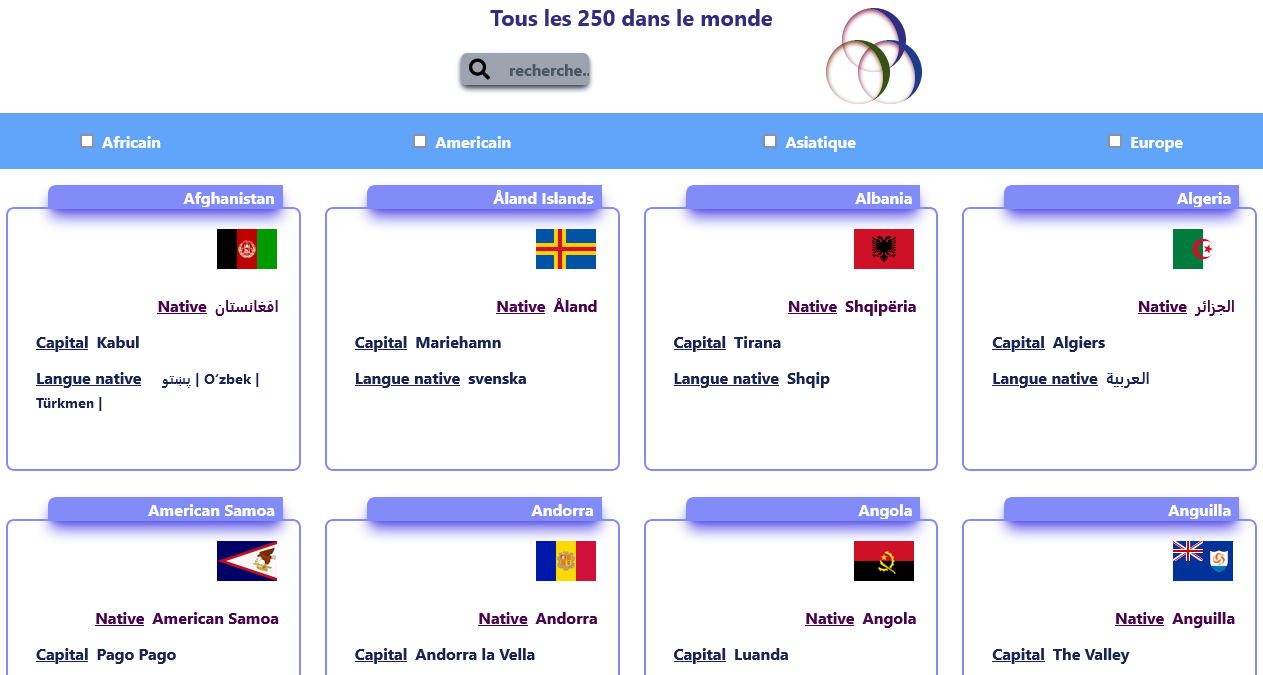 Tous les 250 dans le monde
recherche..
Africain
Americain
Asiatique
Europe
Afghanistan
Native افغانستان
Capital Kabul
Langue native پښتو | Oʻzbek |
Türkmen |
Åland Islands
Native Åland
Capital Mariehamn
Langue native svenska
Albania
Native Shqipëria
Capital Tirana
Langue native Shqip
Algeria
Native الجزائر
Capital Algiers
Langue native العربية
American Samoa
Native American Samoa
Capital Pago Pago
Andorra
Native Andorra
Capital Andorra la Vella
Angola
Native Angola
Capital Luanda
Anguilla
Native Anguilla
Capital The Valley